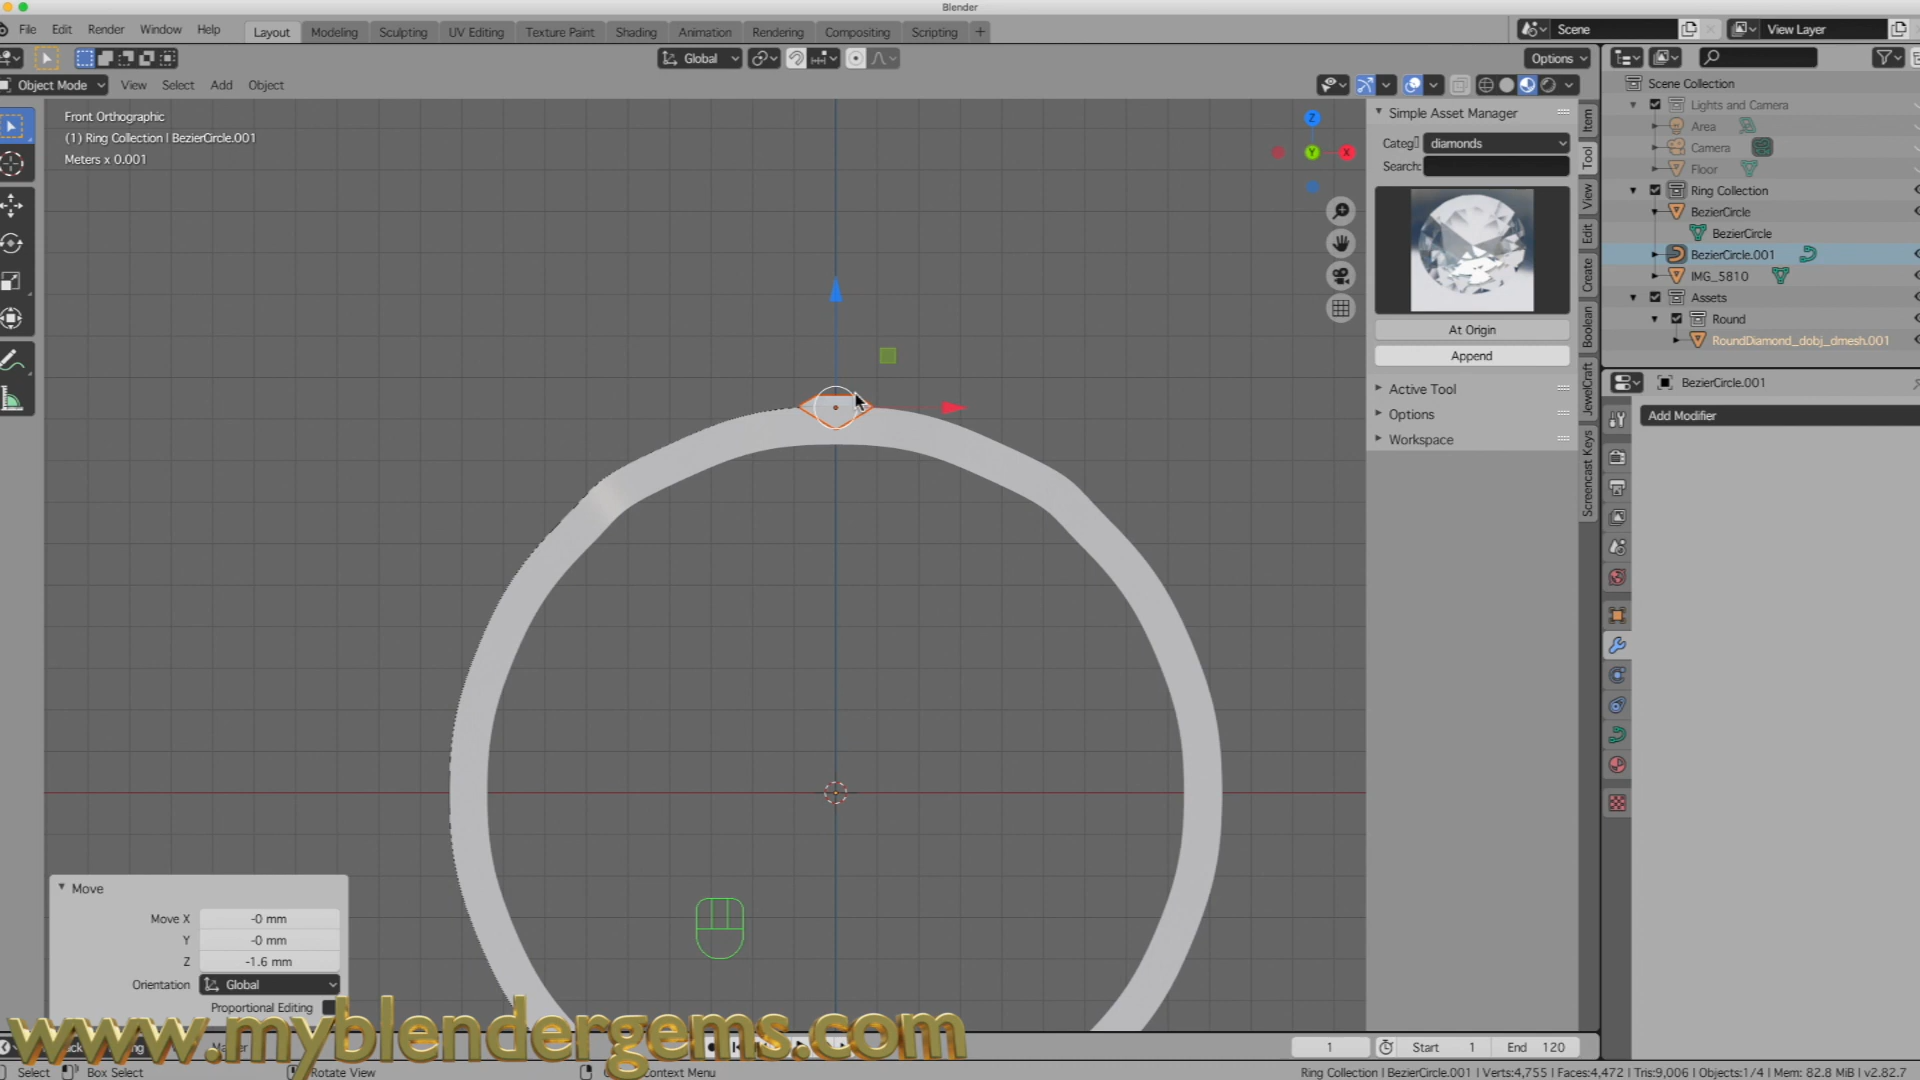 Blender
File Edit Render Window Help Layout Modeling Sculpting UV Editing Texture Paint Shading Animation Rendering Compositing Scripting + Scene View Layer
Global Options
Object Mode View Select Add Object
Front Orthographic
(1) Ring Collection | BezierCircle.001
Meters x 0.001
Z
Y
X
Simple Asset Manager
Categ diamonds
Search:
At Origin
Append
Active Tool
Options
Workspace
Item
Tool
View
Edit
Create
Boolean
JewelCraft
Screencast Keys
Scene Collection
Lights and Camera
Area
Camera
Floor
Ring Collection
BezierCircle
BezierCircle
BezierCircle.001
IMG_5810
Assets
Round
RoundDiamond_dobj_dmesh.001
BezierCircle.001
Add Modifier
Move
Move X -0 mm
Y -0 mm
Z -1.6 mm
Orientation Global
Proportional Editing
www.myblendergems.com
1 Start 1 End 120
Select Box Select Rotate View Context Menu Ring Collection | BezierCircle.001 | Verts:4,755 | Faces:4,472 | Tris:9,006 | Objects:1/4 | Mem: 82.8 MiB | v2.82.7